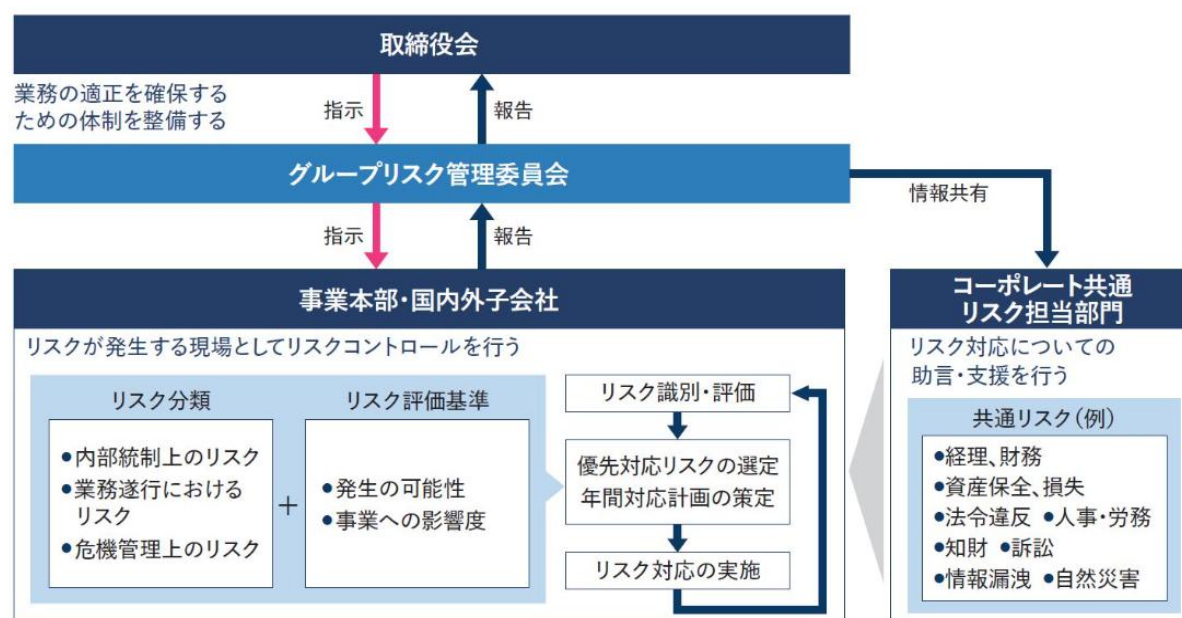 取締役会
業務の適正を確保する
ための体制を整備する
指示
報告
グループリスク管理委員会
情報共有
指示
報告
事業本部・国内外子会社
リスクが発生する現場としてリスクコントロールを行う
リスク分類
●内部統制上のリスク
●業務遂行における
リスク
●危機管理上のリスク
+
リスク評価基準
●発生の可能性
●事業への影響度
リスク識別・評価
優先対応リスクの選定
年間対応計画の策定
リスク対応の実施
コーポレート共通
リスク担当部門
リスク対応についての
助言・支援を行う
共通リスク(例)
●経理、財務
●資産保全、損失
●法令違反 ●人事・労務
●知財 ●訴訟
●情報漏洩 ●自然災害